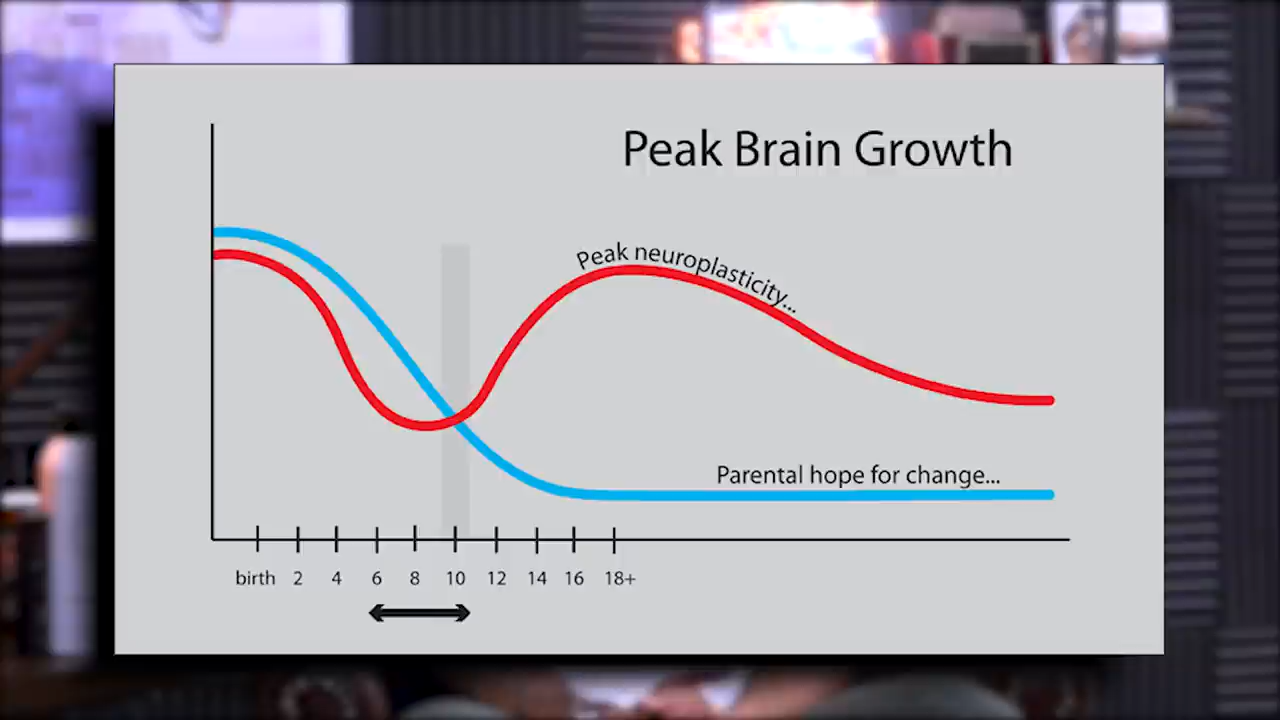 Peak Brain Growth
Peak neuroplasticity...
Parental hope for change...
birth 2 4 6 8 10 12 14 16 18+